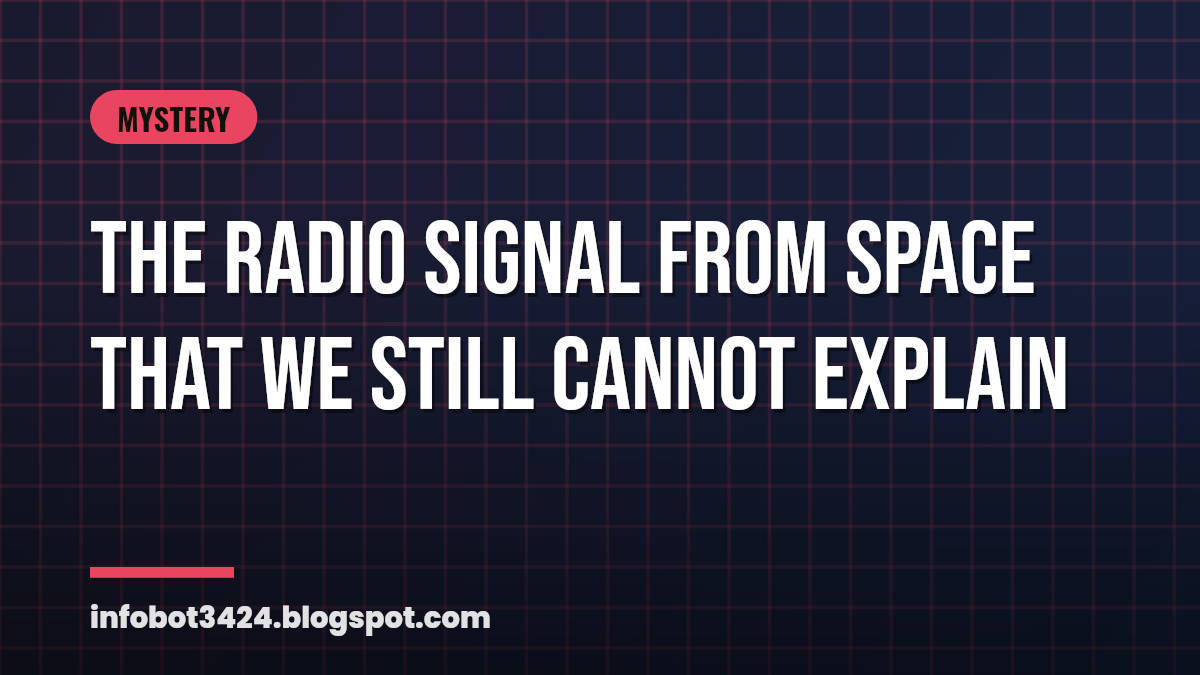 MYSTERY
THE RADIO SIGNAL FROM SPACE
THAT WE STILL CANNOT EXPLAIN
infobot3424.blogspot.com